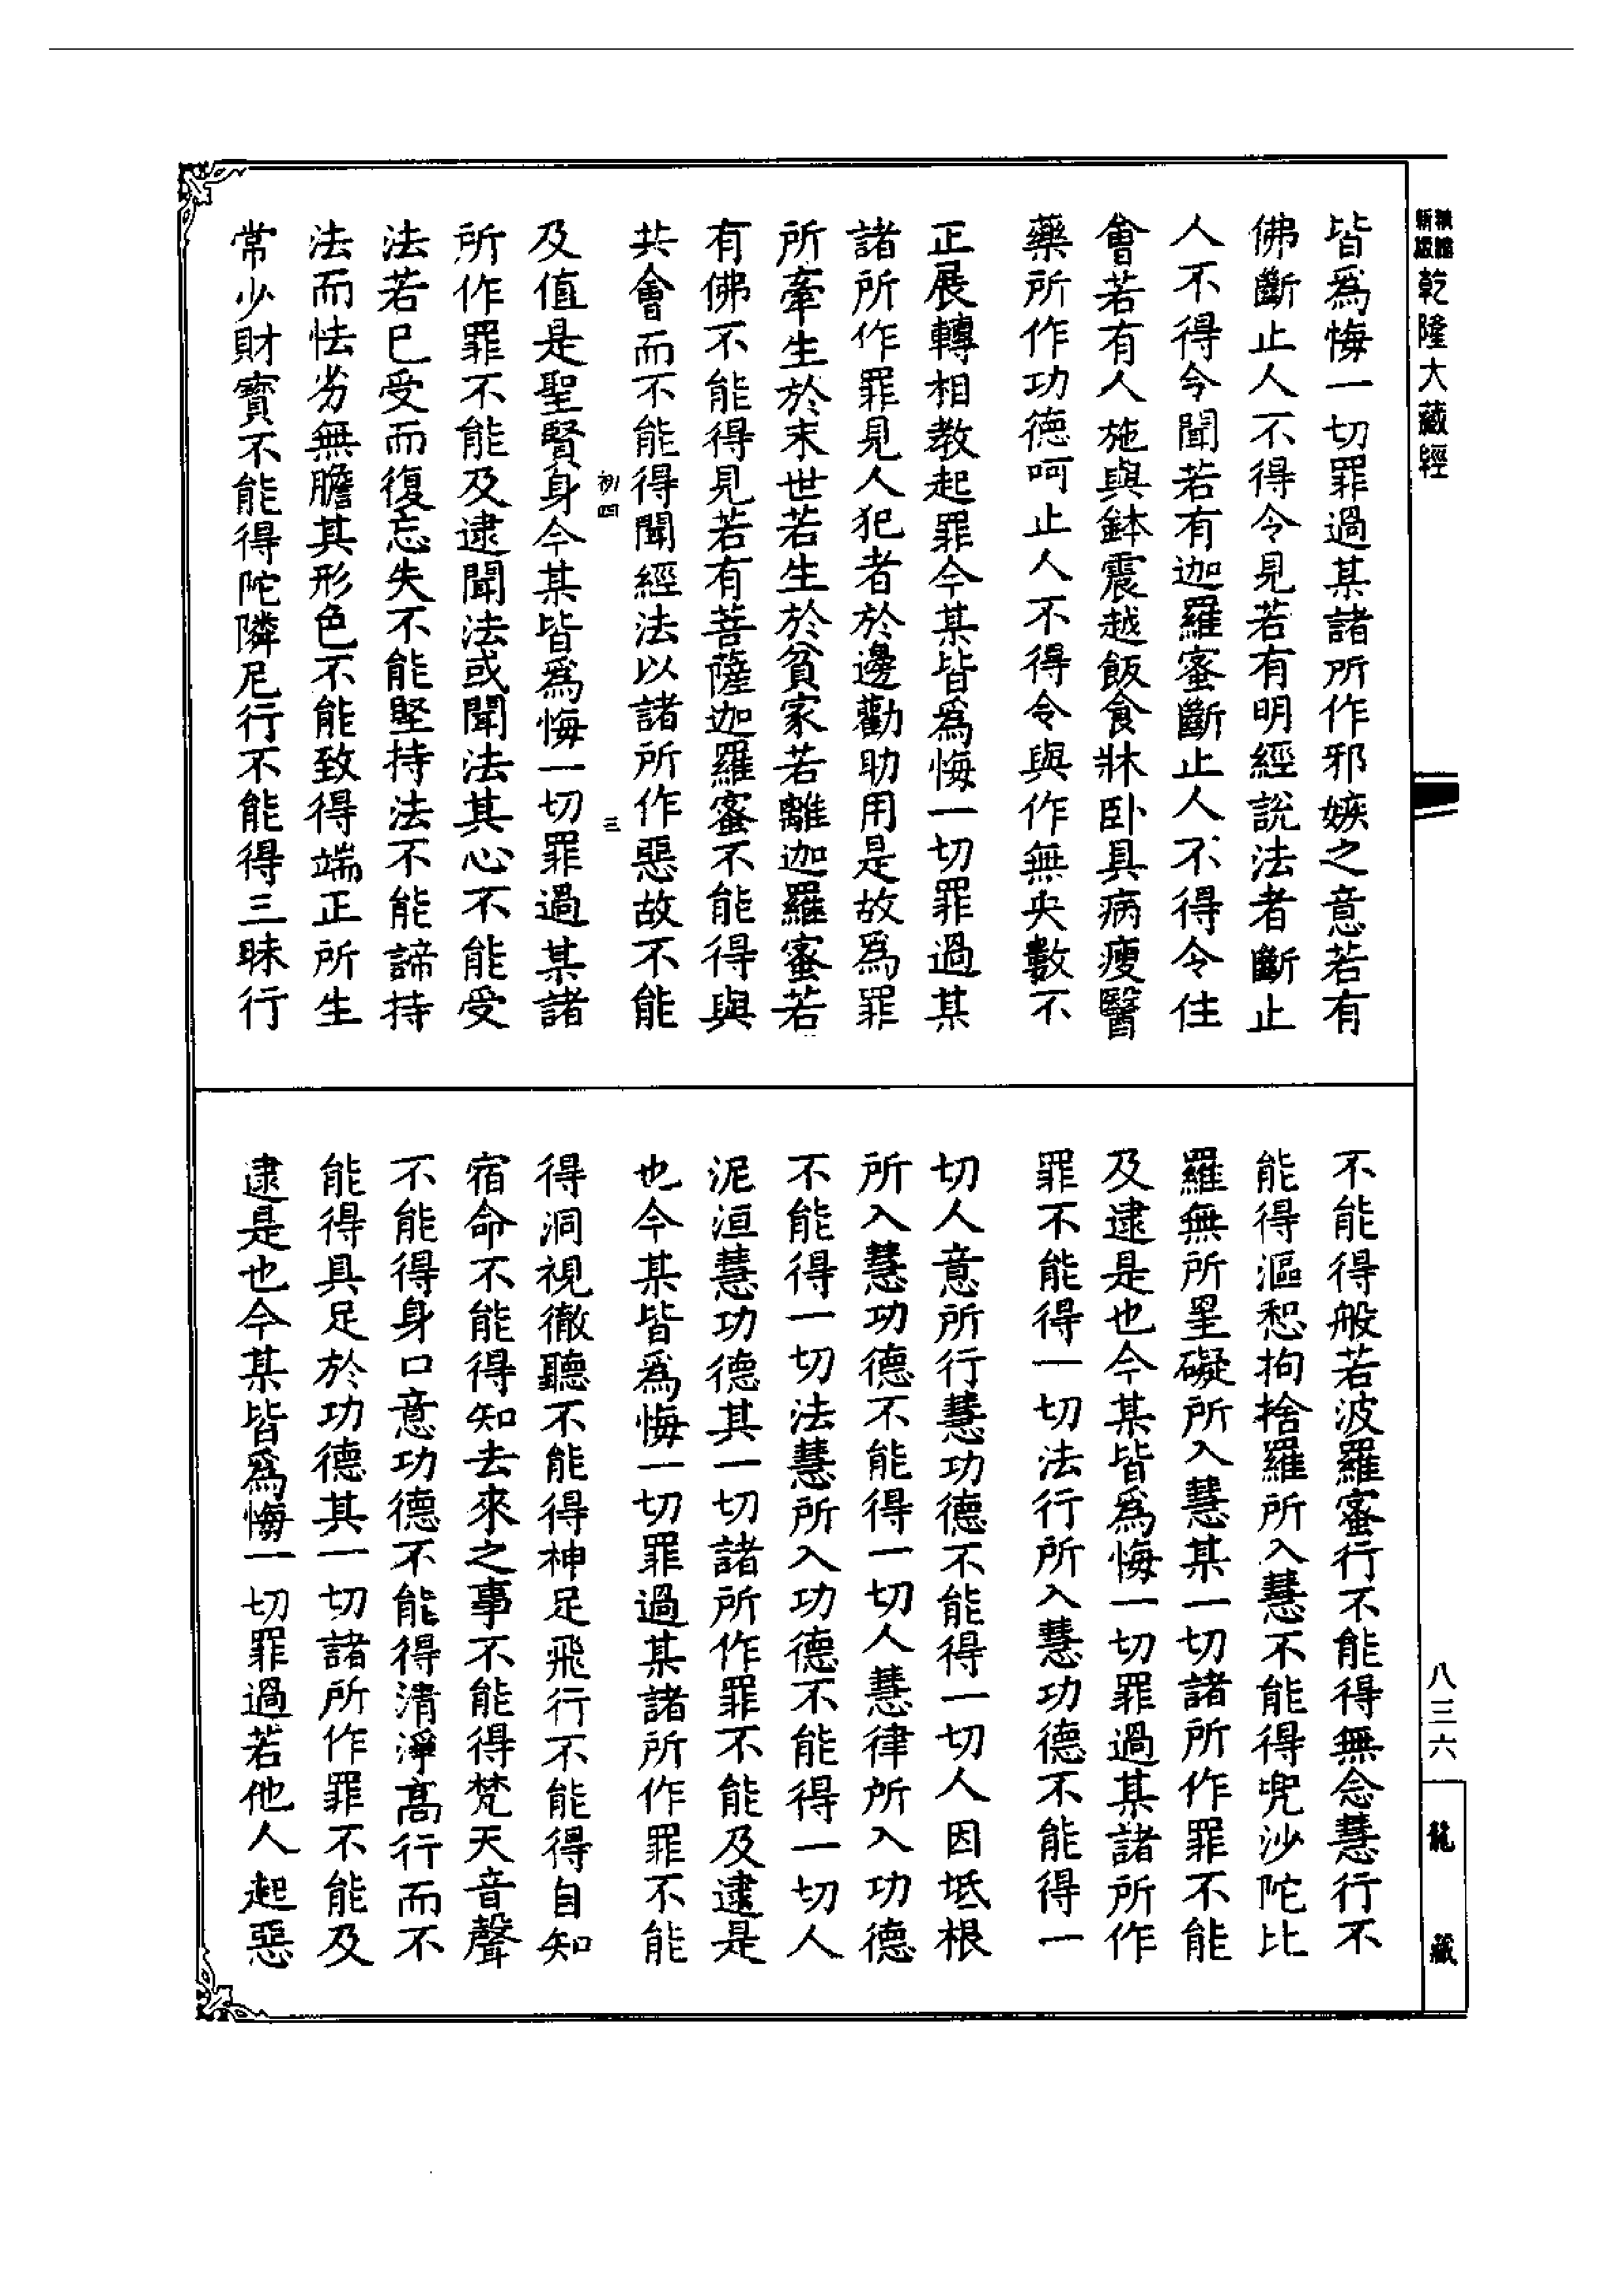 新版
精縮
乾隆大藏經
皆爲悔一切罪過某諸所作邪嫉之意若有
佛斷止人不得令見若有明經説法者斷止
人不得令聞若有迦羅蜜斷止人不得令住
會若有人施與鉢震越飯食牀卧具病瘦醫
藥所作功德呵止人不得令與作無央數不
正展轉相教起罪今某皆爲悔一切罪過某
諸所作罪見人犯者於邊勸助用是故爲罪
所牽生於末世若生於貧家若離迦羅蜜若
有佛不能得見若有菩薩迦羅蜜不能得與
共會而不能得聞經法以諸所作惡故不能
初四 三
及值是聖賢身今某皆爲悔一切罪過某諸
所作罪不能及逮聞法或聞法其心不能受
法若巳受而復忘失不能堅持法不能諦持
法而怯劣無膽其形色不能致得端正所生
常少財寳不能得陀隣尼行不能得三昧行
不能得般若波羅蜜行不能得無念慧行不
能得漚惒拘捨羅所入慧不能得兜沙陀比
羅無所罣礙所入慧某一切諸所作罪不能
及逮是也今某皆爲悔一切罪過某諸所作
罪不能得一切法行所入慧功德不能得一
切人意所行慧功德不能得一切人因坻根
所入慧功德不能得一切人慧律所入功德
不能得一切法慧所入功德不能得一切人
泥洹慧功德其一切諸所作罪不能及逮是
也今某皆爲悔一切罪過某諸所作罪不能
得洞視徹聽不能得神足飛行不能得自知
宿命不能得知去來之事不能得梵天音聲
不能得身口意功德不能得清淨高行而不
能得具足於功德其一切諸所作罪不能及
逮是也今某皆爲悔一切罪過若他人起惡
八三六
龍藏